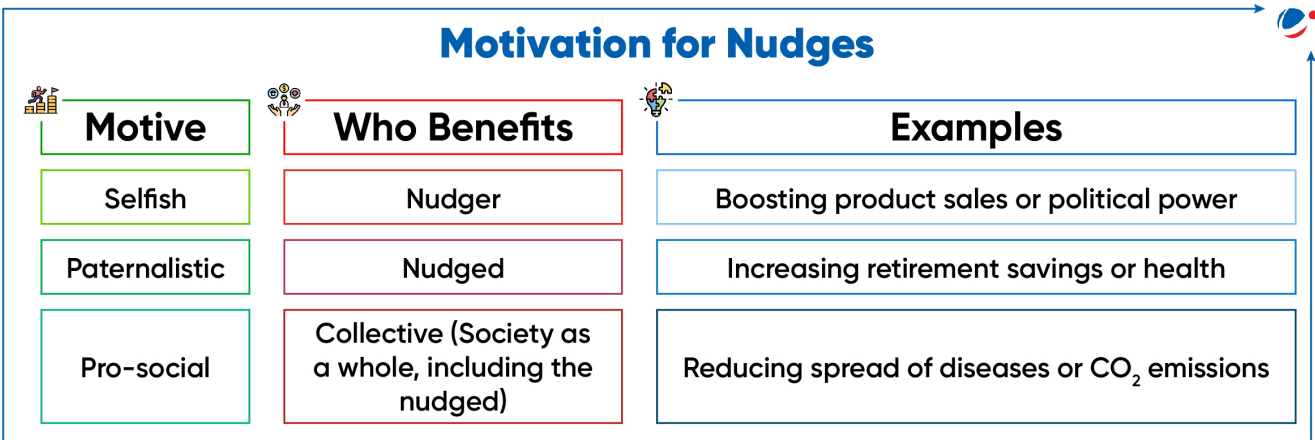 Motivation for Nudges
Motive
Who Benefits
Examples
Selfish
Nudger
Boosting product sales or political power
Paternalistic
Nudged
Increasing retirement savings or health
Pro-social
Collective (Society as
a whole, including the
nudged)
Reducing spread of diseases or CO₂ emissions